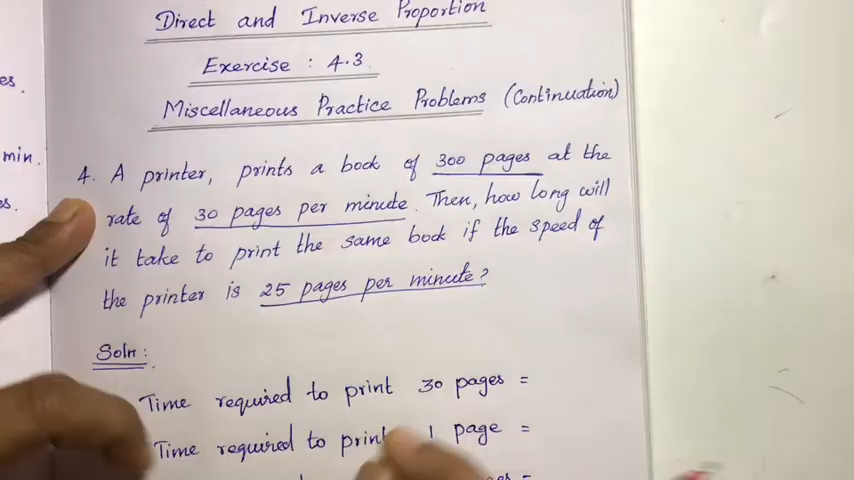 Direct and Inverse Proportion
Exercise : 4.3
Miscellaneous Practice Problems (Continuation)
es.
min.
es.
4. A printer, prints a book of 300 pages at the
rate of 30 pages per minute. Then, how long will
it take to print the same book if the speed of
the printer is 25 pages per minute?
Soln:
Time required to print 30 pages =
Time required to print 1 page =